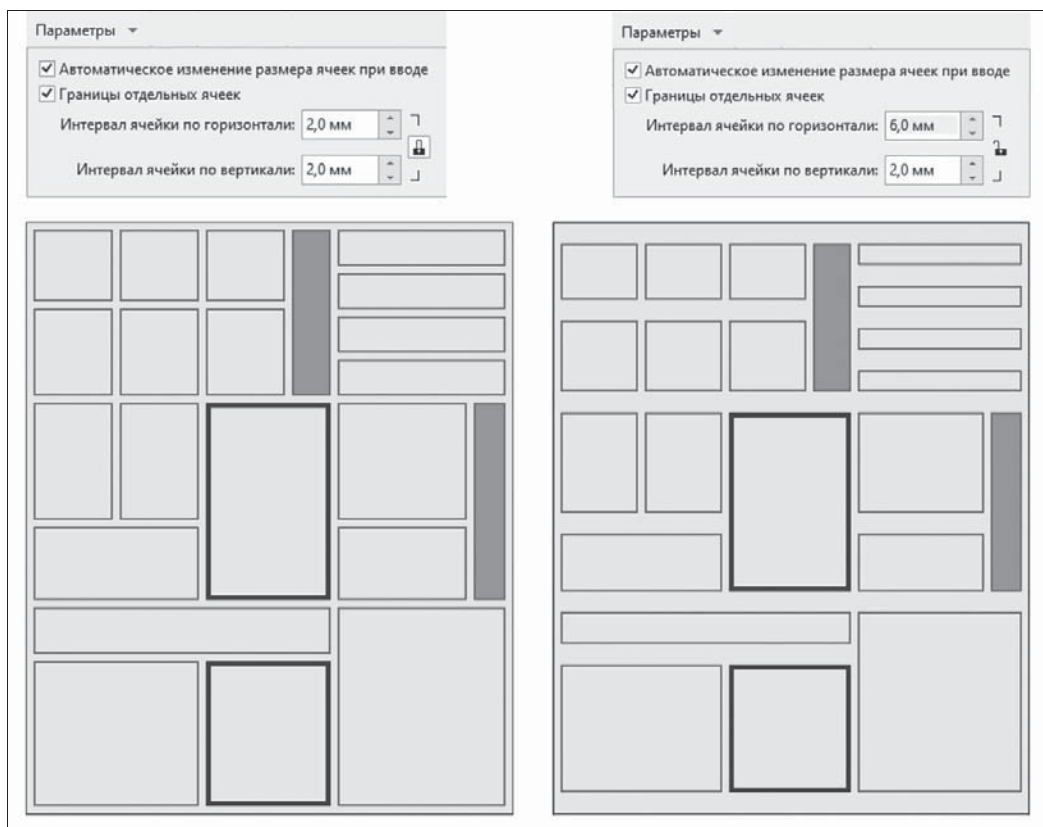 Параметры
Автоматическое изменение размера ячеек при вводе
Границы отдельных ячеек
Интервал ячейки по горизонтали: 2,0 мм
Интервал ячейки по вертикали: 2,0 мм
Параметры
Автоматическое изменение размера ячеек при вводе
Границы отдельных ячеек
Интервал ячейки по горизонтали: 6,0 мм
Интервал ячейки по вертикали: 2,0 мм